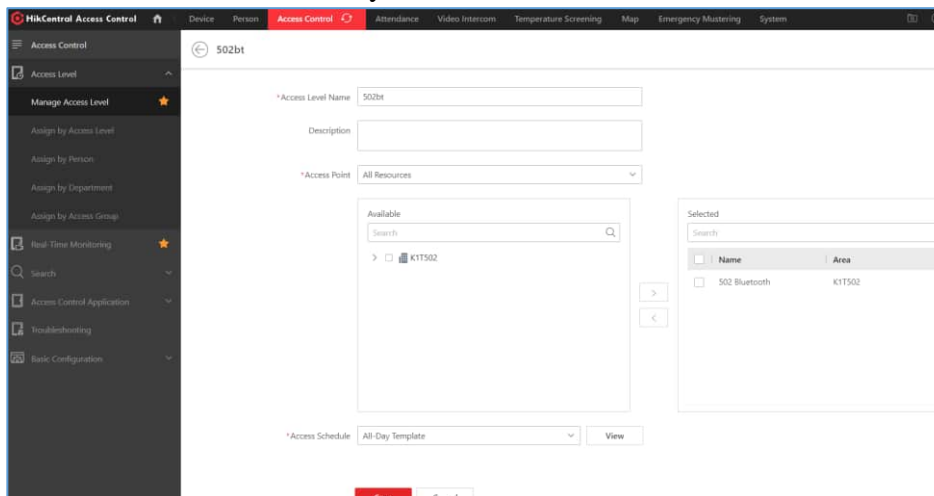 HikCentral Access Control
Device Person Access Control Attendance Video Intercom Temperature Screening Map Emergency Mustering System
Access Control
Access Level
Manage Access Level
Assign by Access Level
Assign by Person
Assign by Department
Assign by Access Group
Real-Time Monitoring
Search
Access Control Application
Troubleshooting
Basic Configuration
502bt
*Access Level Name 502bt
Description
*Access Point All Resources
Available
Search
K1T502
Selected
Search
Name Area
502 Bluetooth K1T502
*Access Schedule All-Day Template View